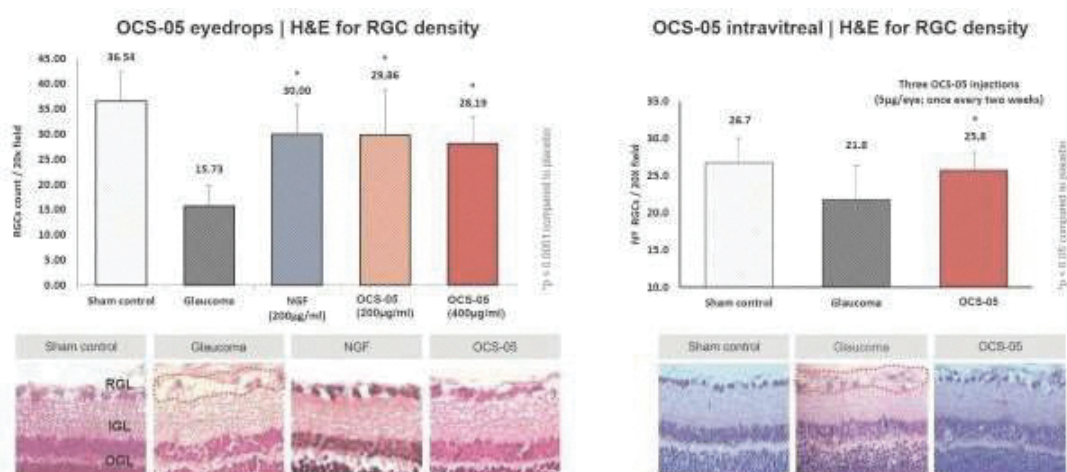 OCS-05 eyedrops | H&E for RGC density
45.00
40.00
35.00
30.00
25.00
20.00
15.00
10.00
5.00
0.00
RGCs count / 20x field
36.54
15.73
*
30.00
*
29.86
*
28.19
Sham control
Glaucoma
NGF
(200µg/ml)
OCS-05
(200µg/ml)
OCS-05
(400µg/ml)
*p < 0.0001 compared to placebo
Sham control
Glaucoma
NGF
OCS-05
RGL
IGL
OGL
OCS-05 intravitreal | H&E for RGC density
Three OCS-05 injections
(5µg/eye; once every two weeks)
35.0
30.0
25.0
20.0
15.0
10.0
Nº RGCs / 20X field
26.7
21.8
*
25.8
Sham control
Glaucoma
OCS-05
*p < 0.05 compared to placebo
Sham control
Glaucoma
OCS-05